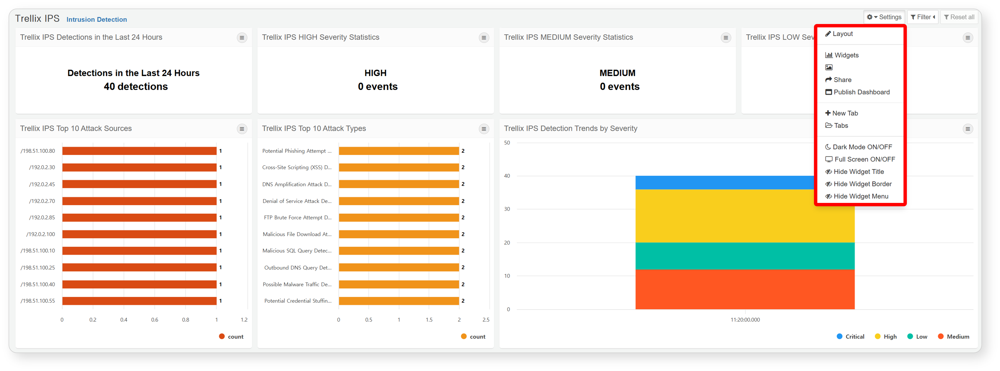 Trellix IPS Intrusion Detection
Settings Filter Reset all
Trellix IPS Detections in the Last 24 Hours
Detections in the Last 24 Hours
40 detections
Trellix IPS HIGH Severity Statistics
HIGH
0 events
Trellix IPS MEDIUM Severity Statistics
MEDIUM
0 events
Trellix IPS LOW Sev
Layout
Widgets
Share
Publish Dashboard
New Tab
Tabs
Dark Mode ON/OFF
Full Screen ON/OFF
Hide Widget Title
Hide Widget Border
Hide Widget Menu
Trellix IPS Top 10 Attack Sources
/198.51.100.80 1
/192.0.2.30 1
/192.0.2.45 1
/192.0.2.70 1
/192.0.2.85 1
/192.0.2.100 1
/198.51.100.10 1
/198.51.100.25 1
/198.51.100.40 1
/198.51.100.55 1
0 0.2 0.4 0.6 0.8 1 1.2
count
Trellix IPS Top 10 Attack Types
Potential Phishing Attempt ... 2
Cross-Site Scripting (XSS) D... 2
DNS Amplification Attack D... 2
Denial of Service Attack De... 2
FTP Brute Force Attempt D... 2
Malicious File Download At... 2
Malicious SQL Query Detec... 2
Outbound DNS Query Det... 2
Possible Malware Traffic De... 2
Potential Credential Stuffin... 2
0 0.5 1 1.5 2 2.5
count
Trellix IPS Detection Trends by Severity
50
40
30
20
10
0
11:20:00.000
Critical High Low Medium